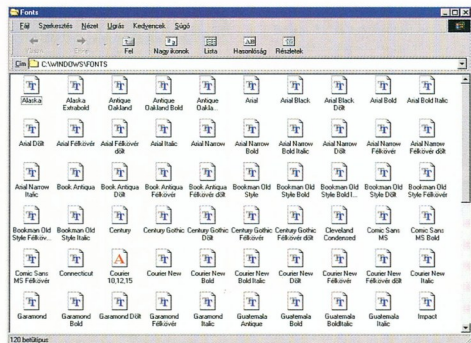 Fonts
Fájl Szerkesztés Nézet Ugrás Kedvencek Súgó
Fel Nagy ikonok Lista Hasonlóság Részletek
Cím C:\WINDOWS\FONTS
Alaska Alaska Extrabold Antique Oakland Antique Oakland Bold Antique Oakla... Arial Arial Black Arial Black Dőlt Arial Bold Arial Bold Italic
Arial Dőlt Arial Félkövér Arial Félkövér dőlt Arial Italic Arial Narrow Arial Narrow Bold Arial Narrow Bold Italic Arial Narrow Dőlt Arial Narrow Félkövér Arial Narrow Félkövér dőlt
Arial Narrow Italic Book Antiqua Book Antiqua Dőlt Book Antiqua Félkövér Book Antiqua Félkövér dőlt Bookman Old Style Bookman Old Style Bold Bookman Old Style Bold I... Bookman Old Style Dőlt Bookman Old Style Félkövér
Bookman Old Style Félköv... Bookman Old Style Italic Century Century Gothic Century Gothic Dőlt Century Gothic Félkövér Century Gothic Félkövér dőlt Cleveland Condensed Comic Sans MS Comic Sans MS Bold
Comic Sans MS Félkövér Connecticut Courier 10,12,15 Courier New Courier New Bold Courier New Bold Italic Courier New Dőlt Courier New Félkövér Courier New Félkövér dőlt Courier New Italic
Garamond Garamond Bold Garamond Dőlt Garamond Félkövér Garamond Italic Guatemala Antique Guatemala Bold Guatemala BoldItalic Guatemala Italic Impact
120 betűtípus